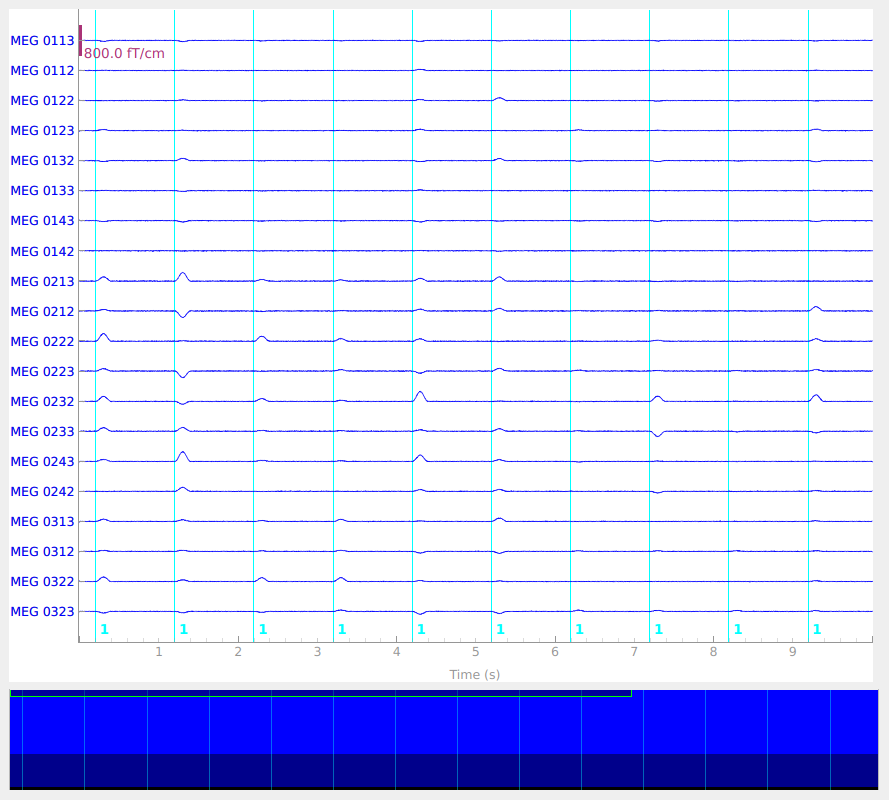 MEG 0113
800.0 fT/cm
MEG 0112
MEG 0122
MEG 0123
MEG 0132
MEG 0133
MEG 0143
MEG 0142
MEG 0213
MEG 0212
MEG 0222
MEG 0223
MEG 0232
MEG 0233
MEG 0243
MEG 0242
MEG 0313
MEG 0312
MEG 0322
MEG 0323
1 1 1 1 1 1 1 1 1 1
1 2 3 4 5 6 7 8 9
Time (s)